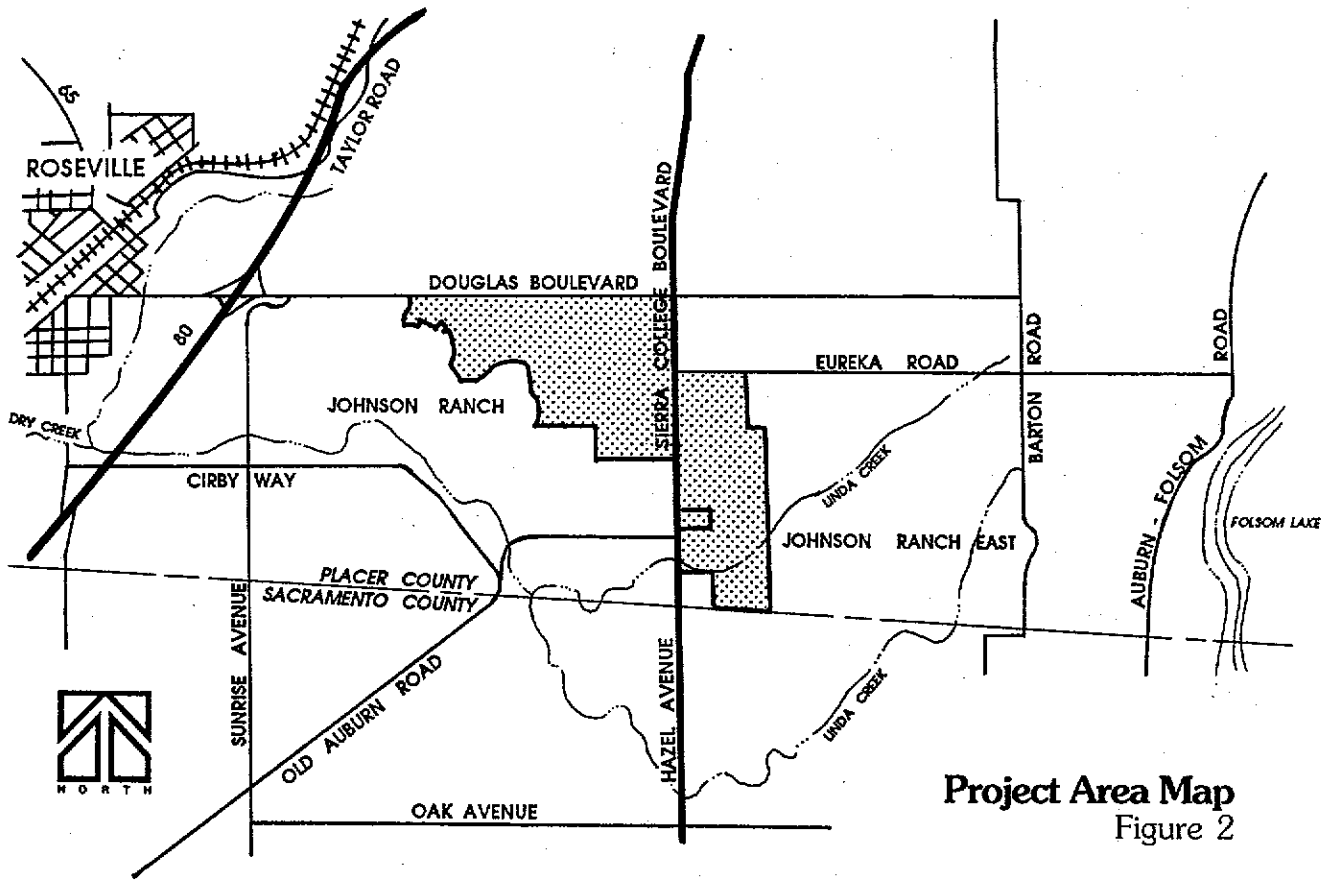 65
ROSEVILLE
TAYLOR ROAD
SIERRA COLLEGE BOULEVARD
DOUGLAS BOULEVARD
80
EUREKA ROAD
BARTON ROAD
AUBURN - FOLSOM ROAD
JOHNSON RANCH
DRY CREEK
CIRBY WAY
LINDA CREEK
JOHNSON RANCH EAST
FOLSOM LAKE
PLACER COUNTY
SACRAMENTO COUNTY
SUNRISE AVENUE
OLD AUBURN ROAD
HAZEL AVENUE
LINDA CREEK
NORTH
OAK AVENUE
Project Area Map
Figure 2